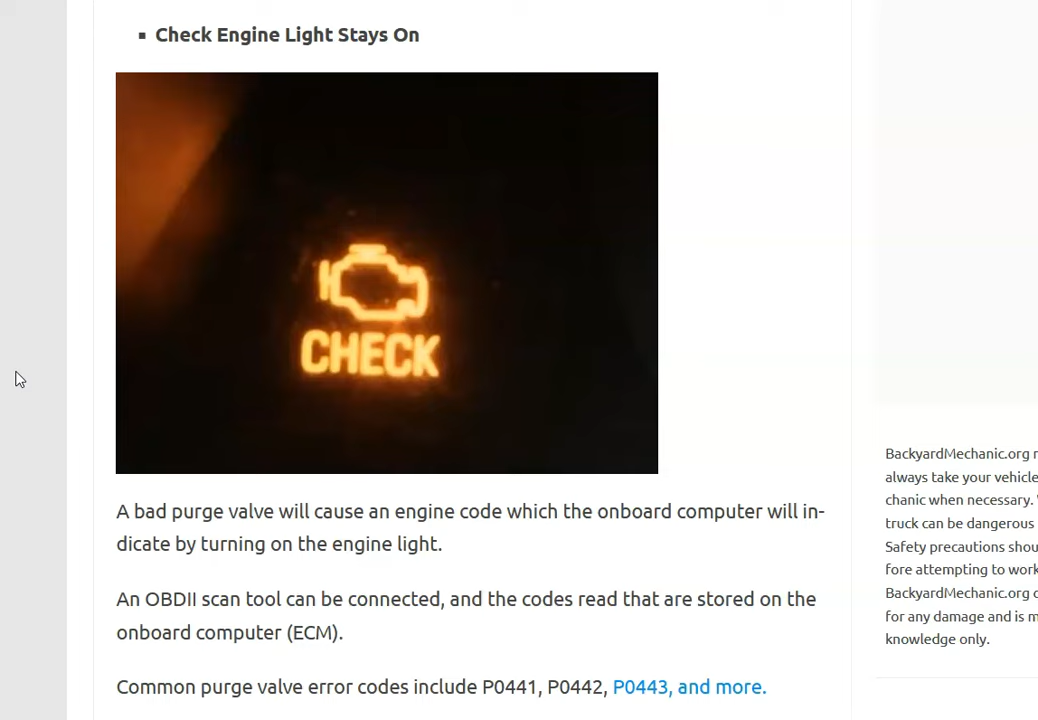 Check Engine Light Stays On
CHECK
A bad purge valve will cause an engine code which the onboard computer will in-
dicate by turning on the engine light.
An OBDII scan tool can be connected, and the codes read that are stored on the
onboard computer (ECM).
Common purge valve error codes include P0441, P0442, P0443, and more.
BackyardMechanic.org
always take your vehicle
chanic when necessary.
truck can be dangerous
Safety precautions
fore attempting to work
BackyardMechanic.org
for any damage and is
knowledge only.